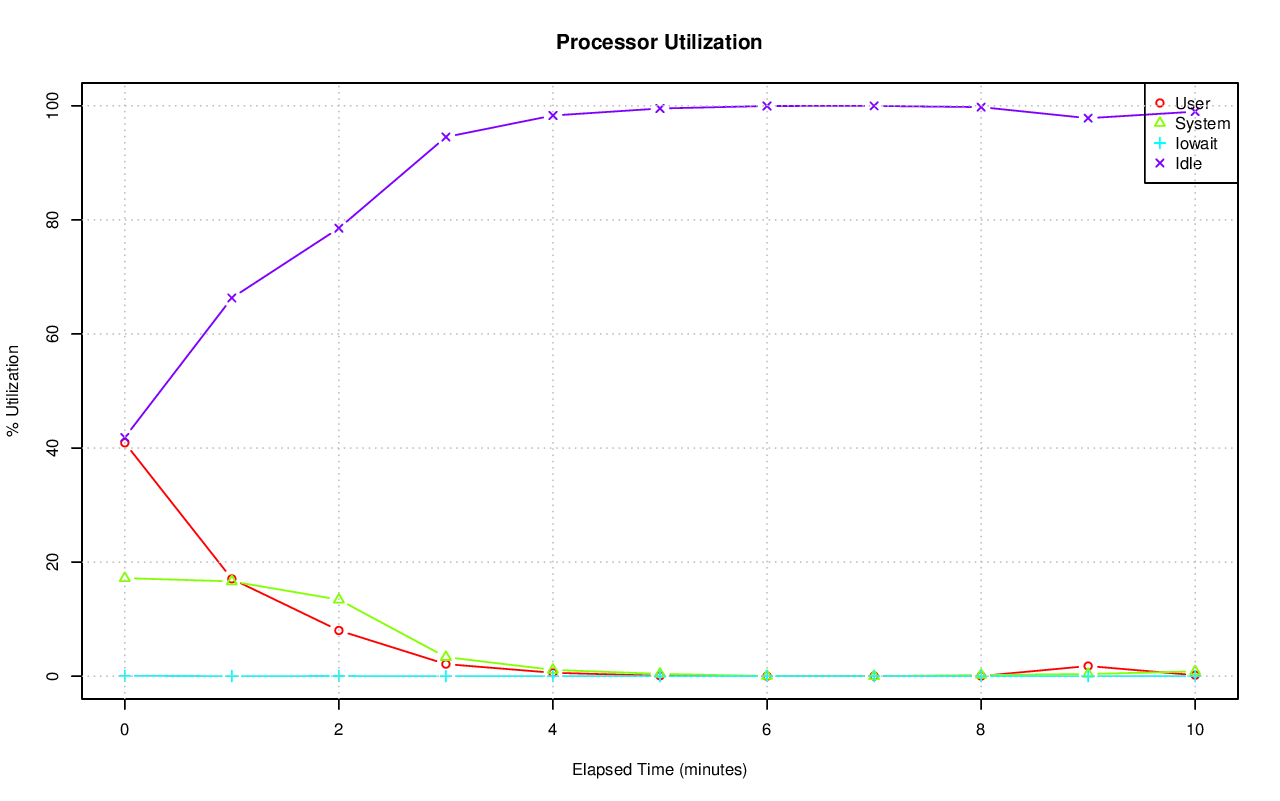 Processor Utilization
% Utilization
100
80
60
40
20
0
User
System
Iowait
Idle
0 2 4 6 8 10
Elapsed Time (minutes)